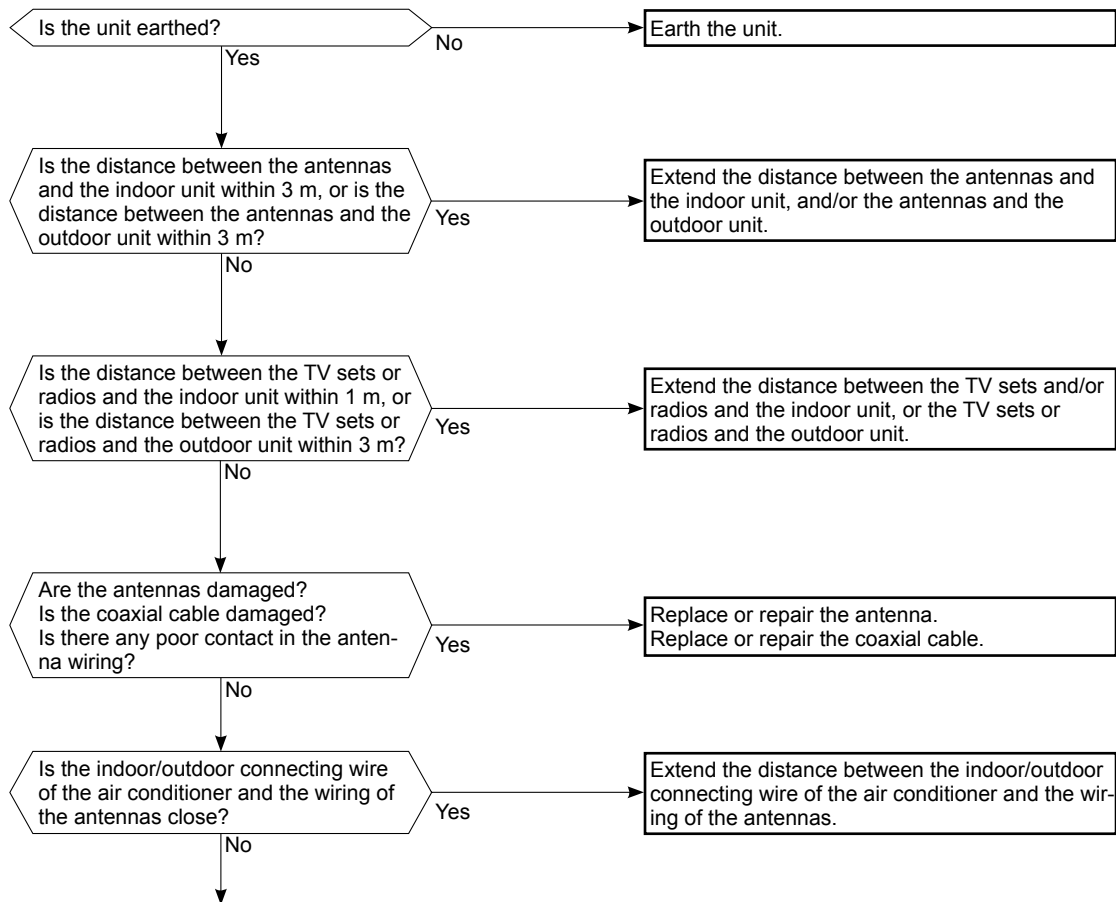 Is the unit earthed?
No
Earth the unit.
Yes
Is the distance between the antennas
and the indoor unit within 3 m, or is the
distance between the antennas and the
outdoor unit within 3 m?
Yes
Extend the distance between the antennas and
the indoor unit, and/or the antennas and the
outdoor unit.
No
Is the distance between the TV sets or
radios and the indoor unit within 1 m, or
is the distance between the TV sets or
radios and the outdoor unit within 3 m?
Yes
Extend the distance between the TV sets and/or
radios and the indoor unit, or the TV sets or
radios and the outdoor unit.
No
Are the antennas damaged?
Is the coaxial cable damaged?
Is there any poor contact in the anten-
na wiring?
Yes
Replace or repair the antenna.
Replace or repair the coaxial cable.
No
Is the indoor/outdoor connecting wire
of the air conditioner and the wiring of
the antennas close?
Yes
Extend the distance between the indoor/outdoor
connecting wire of the air conditioner and the wir-
ing of the antennas.
No